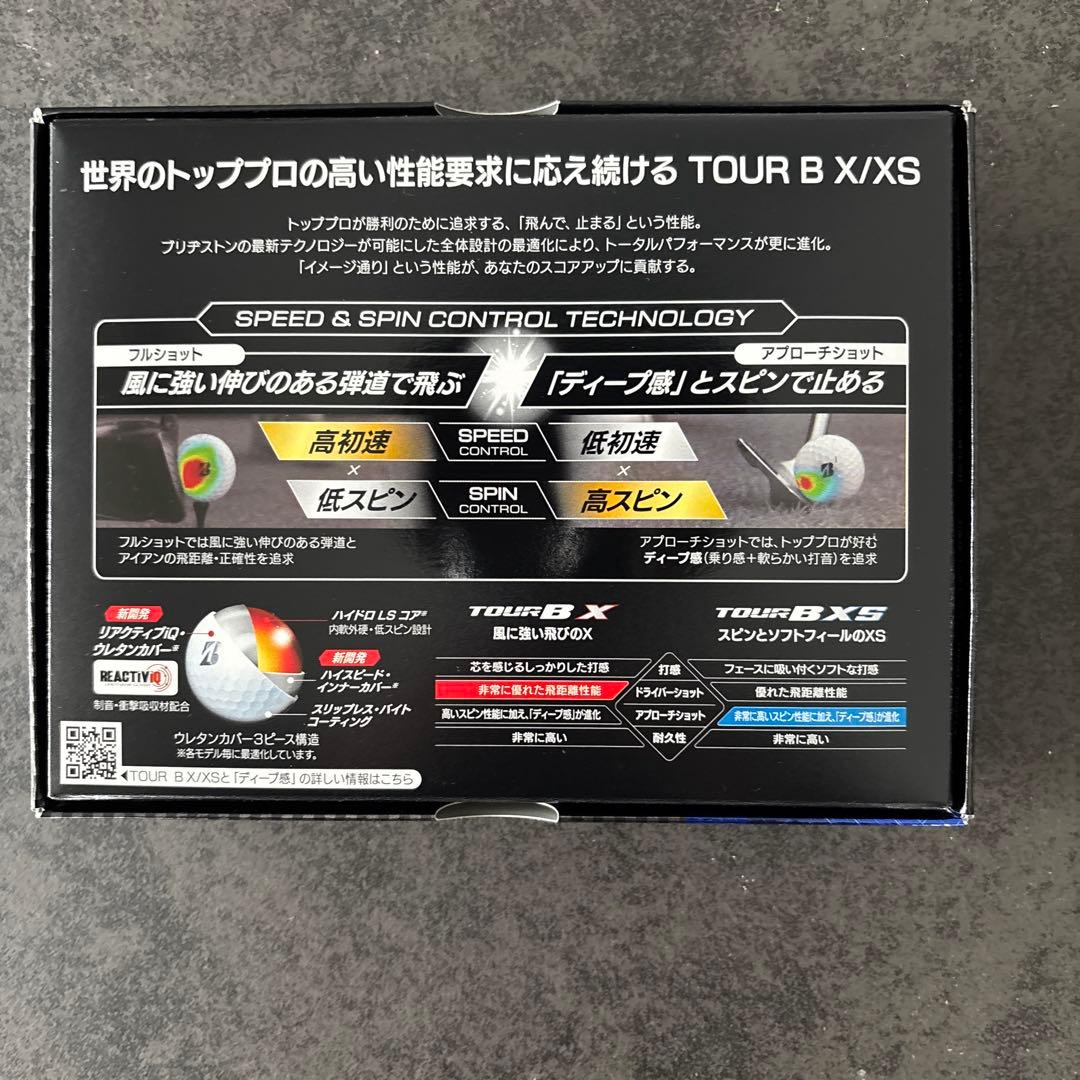 世界のトッププロの高い性能要求に応え続ける TOUR B X/XS
トッププロが勝利のために追求する、「飛んで、止まる」という性能。
ブリヂストンの最新テクノロジーが可能にした全体設計の最適化により、トータルパフォーマンスが更に進化。
「イメージ通り」という性能が、あなたのスコアアップに貢献する。
SPEED & SPIN CONTROL TECHNOLOGY
フルショット
風に強い伸びのある弾道で飛ぶ
アプローチショット
「ディープ感」とスピンで止める
高初速 SPEED CONTROL 低初速
× ×
低スピン SPIN CONTROL 高スピン
フルショットでは風に強い伸びのある弾道と
アイアンの飛距離・正確性を追求
アプローチショットでは、トッププロが好む
ディープ感(乗り感+軟らかい打音)を追求
新開発
リアクティブiQ・
ウレタンカバー※
REACTIV iQ
制音・衝撃吸収材配合
ハイドロ LS コア※
内軟外硬・低スピン設計
新開発
ハイスピード・
インナーカバー※
スリップレス・バイト
コーティング
ウレタンカバー3ピース構造
※各モデル毎に最適化しています。
TOUR B X/XSと「ディープ感」の詳しい情報はこちら
TOUR B X
風に強い飛びのX
TOUR B XS
スピンとソフトフィールのXS
芯を感じるしっかりした打感 打感 フェースに吸い付くソフトな打感
非常に優れた飛距離性能 ドライバーショット 優れた飛距離性能
高いスピン性能に加え、「ディープ感」が進化 アプローチショット 非常に高いスピン性能に加え、「ディープ感」が進化
非常に高い 耐久性 非常に高い